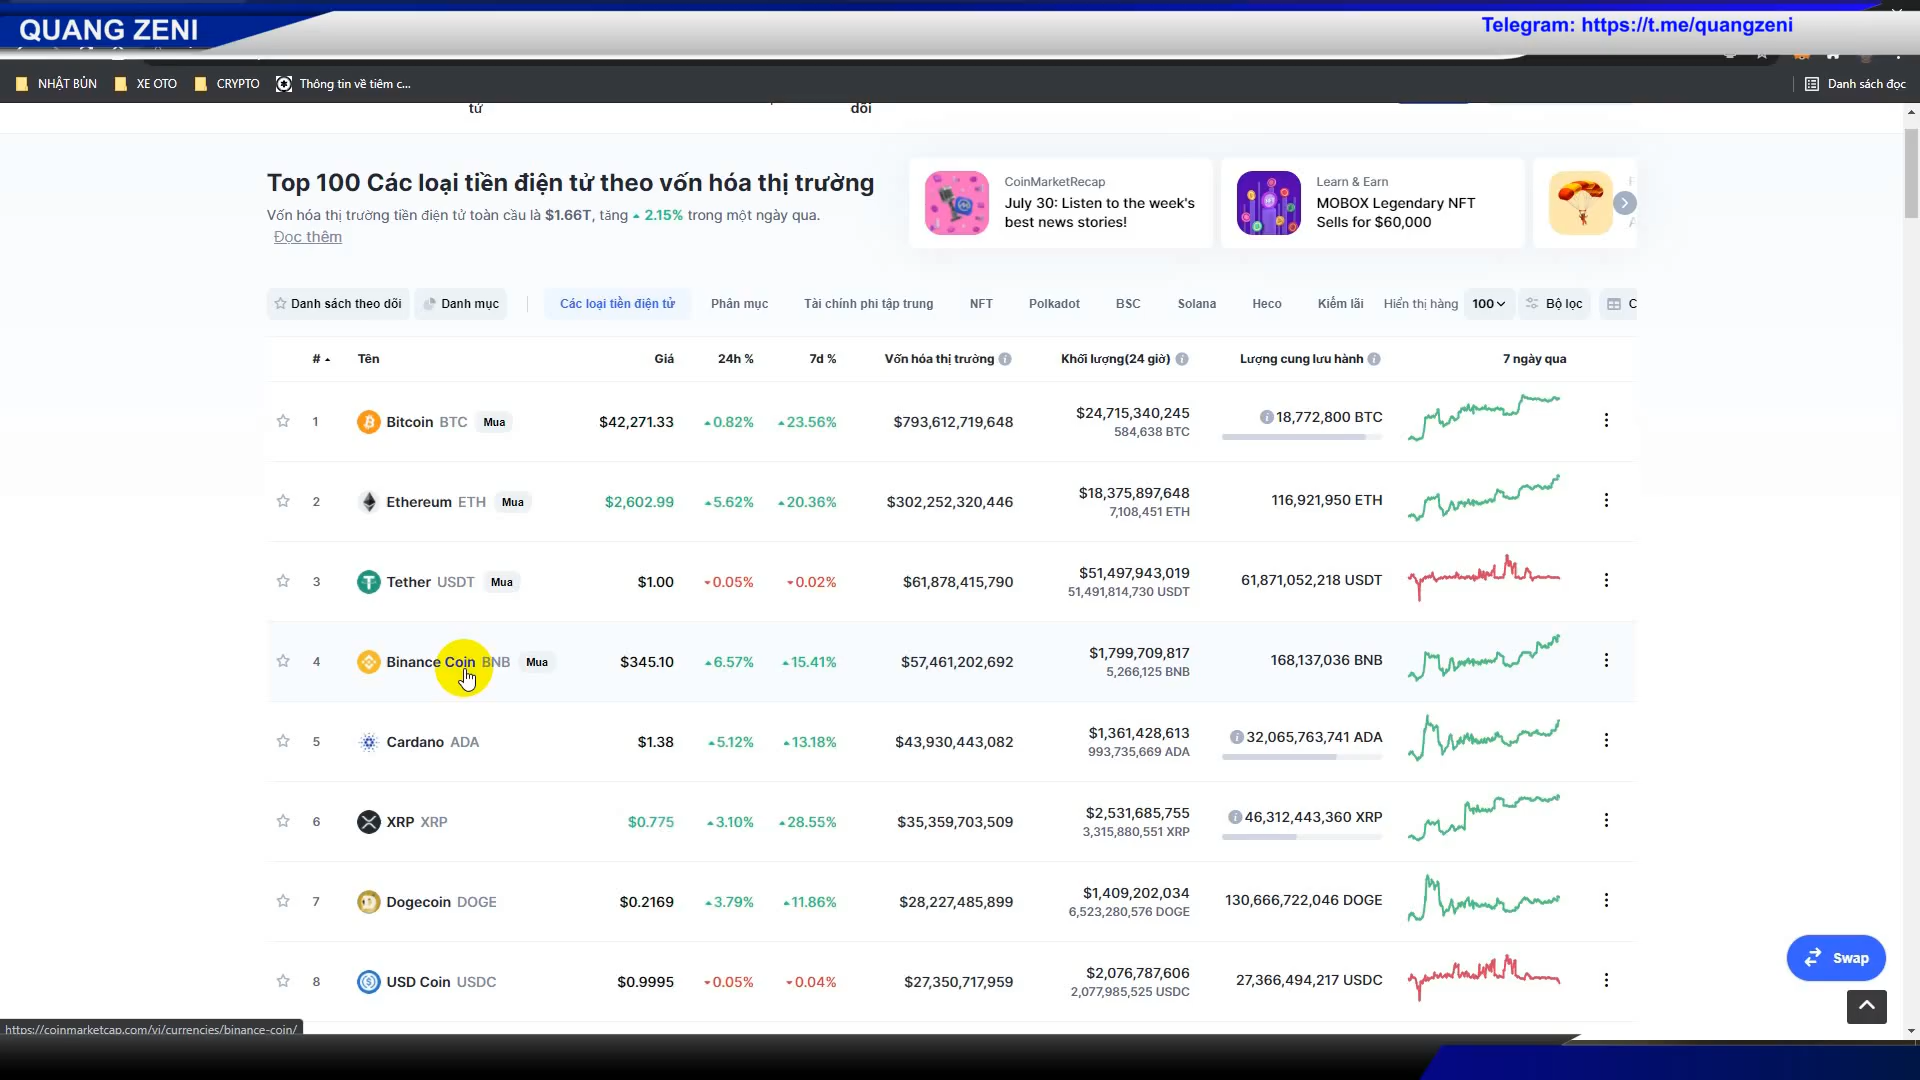 QUANG ZENI
Telegram: https://t.me/quangzeni
NHẬT BỦN
XE OTO
CRYPTO
Thông tin về tiêm c...
Danh sách đọc
tử
dõi
Top 100 Các loại tiền điện tử theo vốn hóa thị trường
Vốn hóa thị trường tiền điện tử toàn cầu là $1.66T, tăng 2.15% trong một ngày qua.
Đọc thêm
CoinMarketRecap
July 30: Listen to the week's
best news stories!
Learn & Earn
MOBOX Legendary NFT
Sells for $60,000
Danh sách theo dõi
Danh mục
Các loại tiền điện tử
Phân mục
Tài chính phi tập trung
NFT
Polkadot
BSC
Solana
Heco
Kiếm lãi
Hiển thị hàng
100
Bộ lọc
C
# Tên Giá 24h % 7d % Vốn hóa thị trường Khối lượng(24 giờ) Lượng cung lưu hành 7 ngày qua
1 Bitcoin BTC Mua $42,271.33 0.82% 23.56% $793,612,719,648 $24,715,340,245 18,772,800 BTC
584,638 BTC
2 Ethereum ETH Mua $2,602.99 5.62% 20.36% $302,252,320,446 $18,375,897,648 116,921,950 ETH
7,108,451 ETH
3 Tether USDT Mua $1.00 0.05% 0.02% $61,878,415,790 $51,497,943,019 61,871,052,218 USDT
51,491,814,730 USDT
4 Binance Coin BNB Mua $345.10 6.57% 15.41% $57,461,202,692 $1,799,709,817 168,137,036 BNB
5,266,125 BNB
5 Cardano ADA $1.38 5.12% 13.18% $43,930,443,082 $1,361,428,613 32,065,763,741 ADA
993,735,669 ADA
6 XRP XRP $0.775 3.10% 28.55% $35,359,703,509 $2,531,685,755 46,312,443,360 XRP
3,315,880,551 XRP
7 Dogecoin DOGE $0.2169 3.79% 11.86% $28,227,485,899 $1,409,202,034 130,666,722,046 DOGE
6,523,280,576 DOGE
8 USD Coin USDC $0.9995 0.05% 0.04% $27,350,717,959 $2,076,787,606 27,366,494,217 USDC
2,077,985,525 USDC
Swap
https://coinmarketcap.com/vi/currencies/binance-coin/